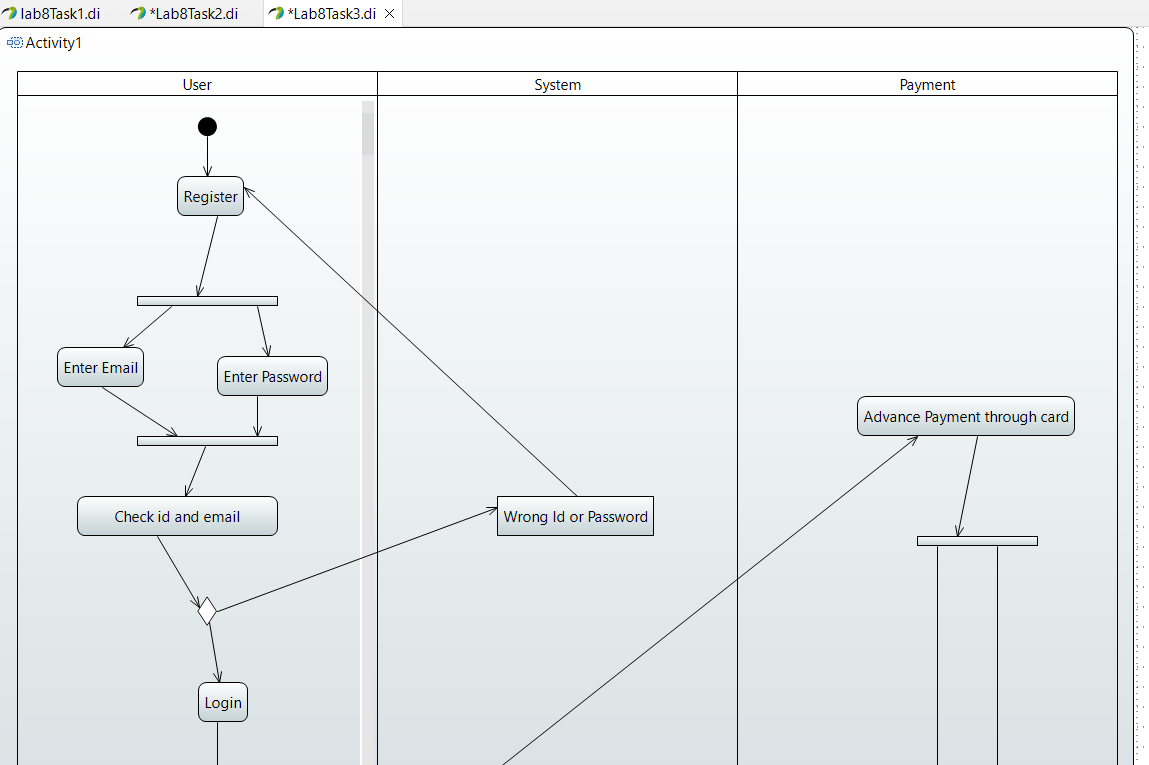 lab8Task1.di
*Lab8Task2.di
*Lab8Task3.di
Activity1
User
System
Payment
Register
Enter Email
Enter Password
Advance Payment through card
Check id and email
Wrong Id or Password
Login